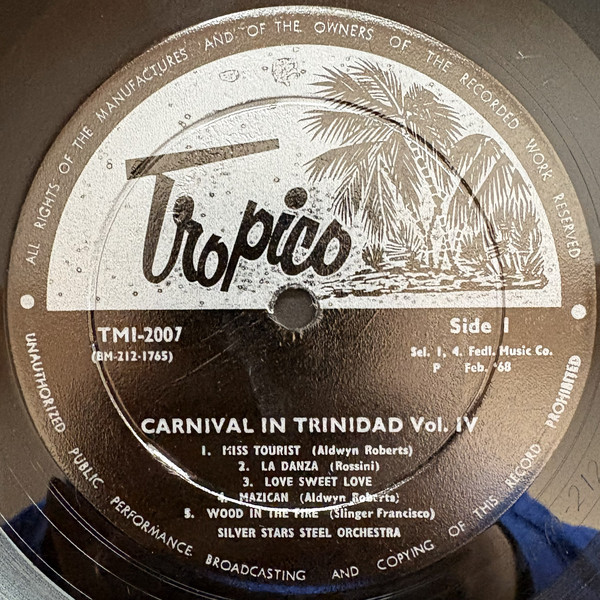 ALL RIGHTS OF THE MANUFACTURES AND OF THE OWNERS OF THE RECORDED WORK RESERVED
Tropico
TMI-2007
(BM-212-1765)
Side 1
Sel. 1, 4. Fedl. Music Co.
P Feb. '68
CARNIVAL IN TRINIDAD Vol. IV
1. MISS TOURIST (Aldwyn Roberts)
2. LA DANZA (Rossini)
3. LOVE SWEET LOVE
4. MAZICAN (Aldwyn Roberts)
5. WOOD IN THE FIRE (Slinger Francisco)
SILVER STARS STEEL ORCHESTRA
UNAUTHORIZED PUBLIC PERFORMANCE BROADCASTING AND COPYING OF THIS RECORD PROHIBITED